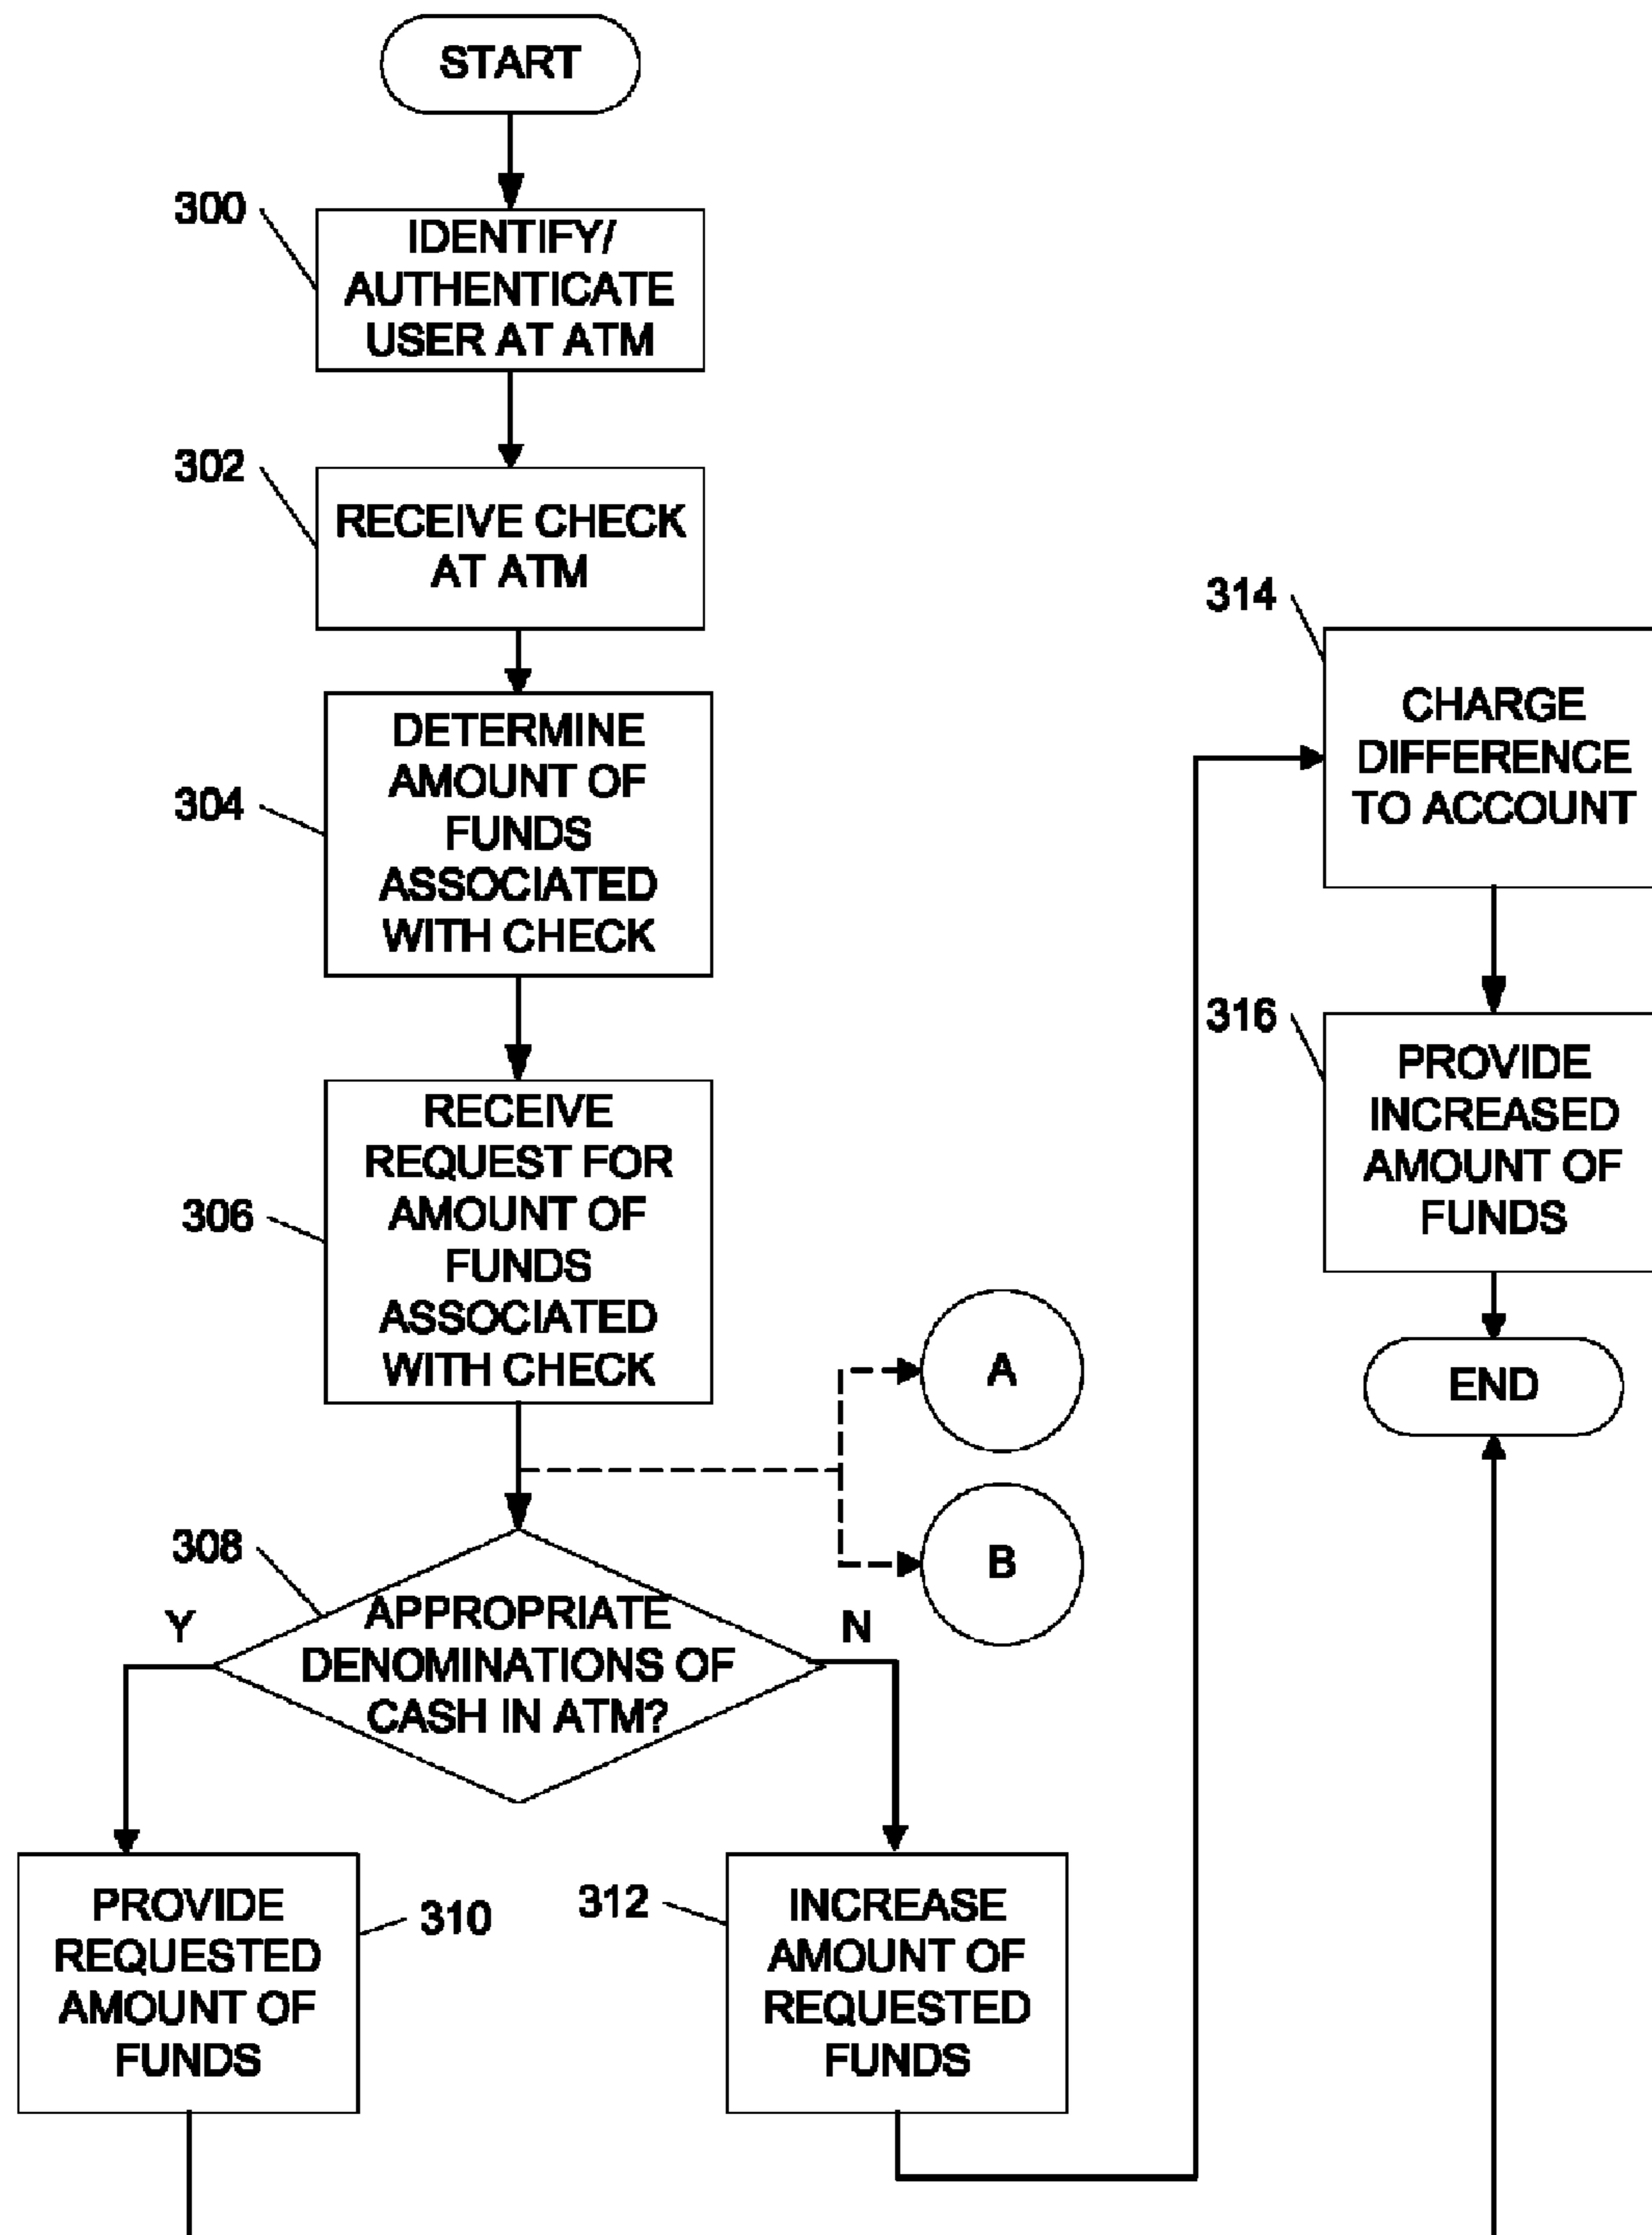 START
300
IDENTIFY/
AUTHENTICATE
USER AT ATM
302
RECEIVE CHECK
AT ATM
304
DETERMINE
AMOUNT OF
FUNDS
ASSOCIATED
WITH CHECK
306
RECEIVE
REQUEST FOR
AMOUNT OF
FUNDS
ASSOCIATED
WITH CHECK
A
B
308
Y
APPROPRIATE
DENOMINATIONS OF
CASH IN ATM?
N
PROVIDE
REQUESTED
AMOUNT OF
FUNDS
310
312
INCREASE
AMOUNT OF
REQUESTED
FUNDS
314
CHARGE
DIFFERENCE
TO ACCOUNT
316
PROVIDE
INCREASED
AMOUNT OF
FUNDS
END